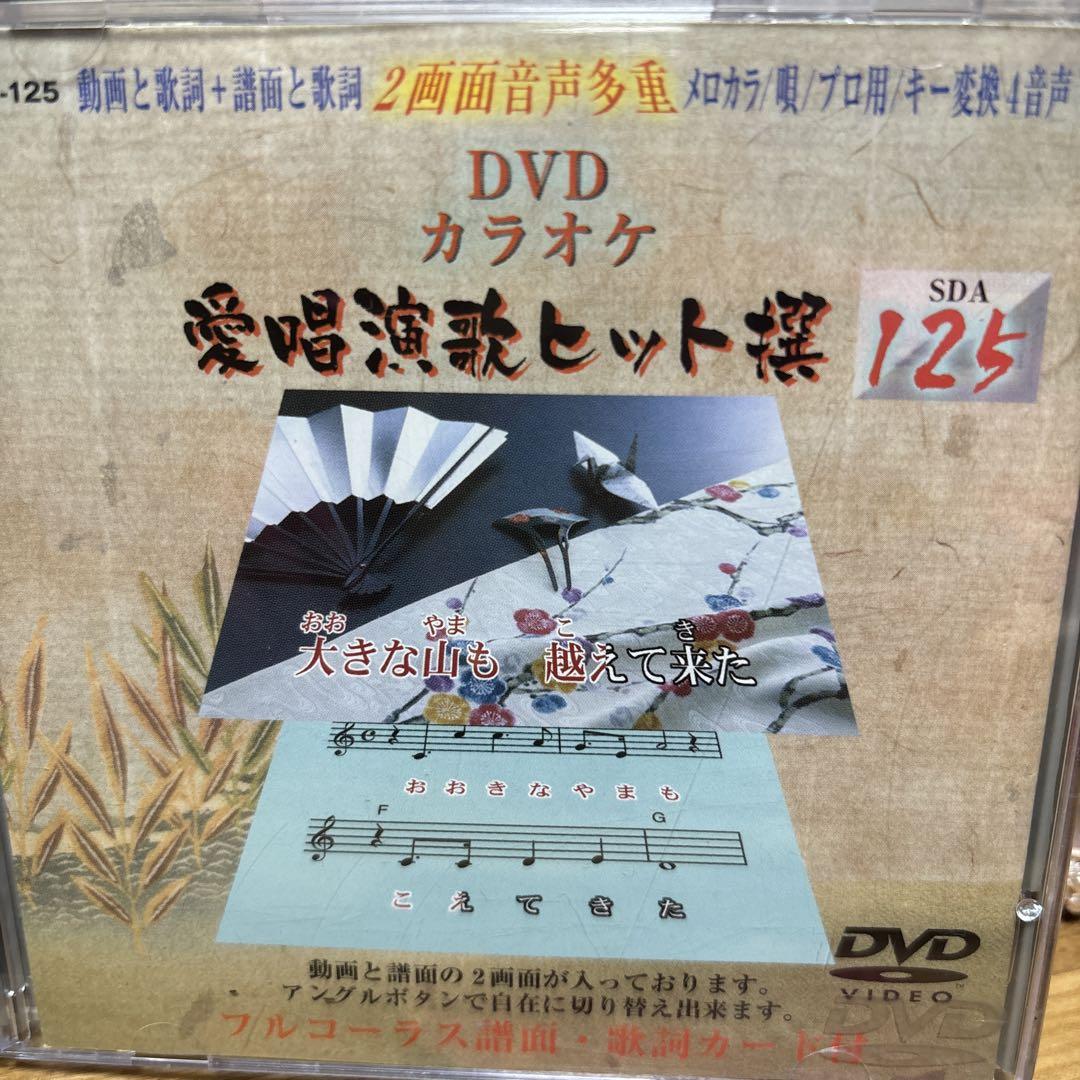 -125 動画と歌詞+譜面と歌詞 2画面音声多重 メロカラ/唄/プロ用/キー変換4音声
DVD
カラオケ
愛唱演歌ヒット撰
SDA
125
おお やま こ き
大きな山も 越えて来た
おおきなやまも
F G
こえてきた
動画と譜面の2画面が入っております。
アングルボタンで自在に切り替え出来ます。
フルコーラス譜面・歌詞カード付
DVD
VIDEO
TM
DVD